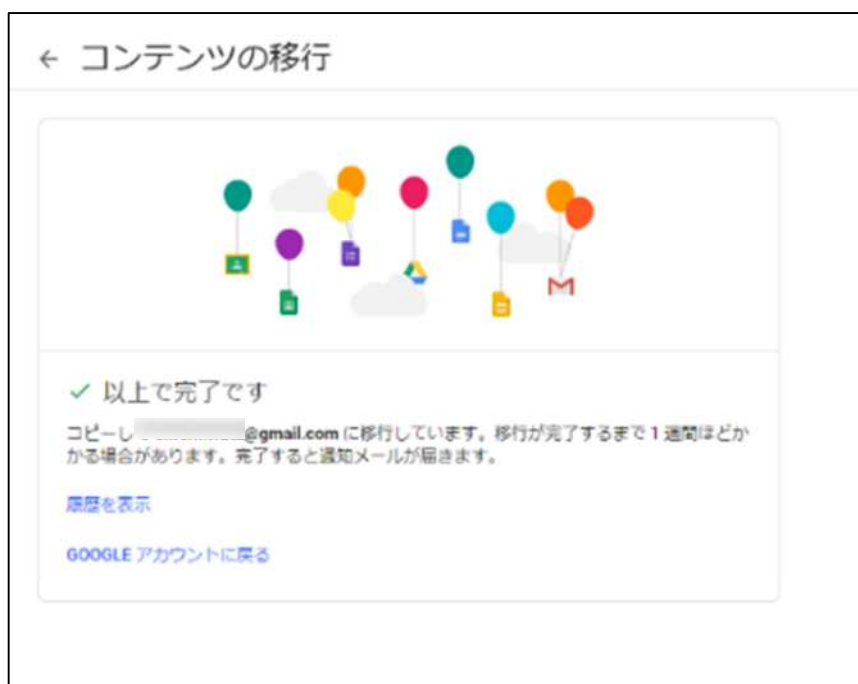 ← コンテンツの移行
✓ 以上で完了です
コピーし @gmail.com に移行しています。移行が完了するまで 1 週間ほどか
かる場合があります。完了すると通知メールが届きます。
履歴を表示
GOOGLE アカウントに戻る